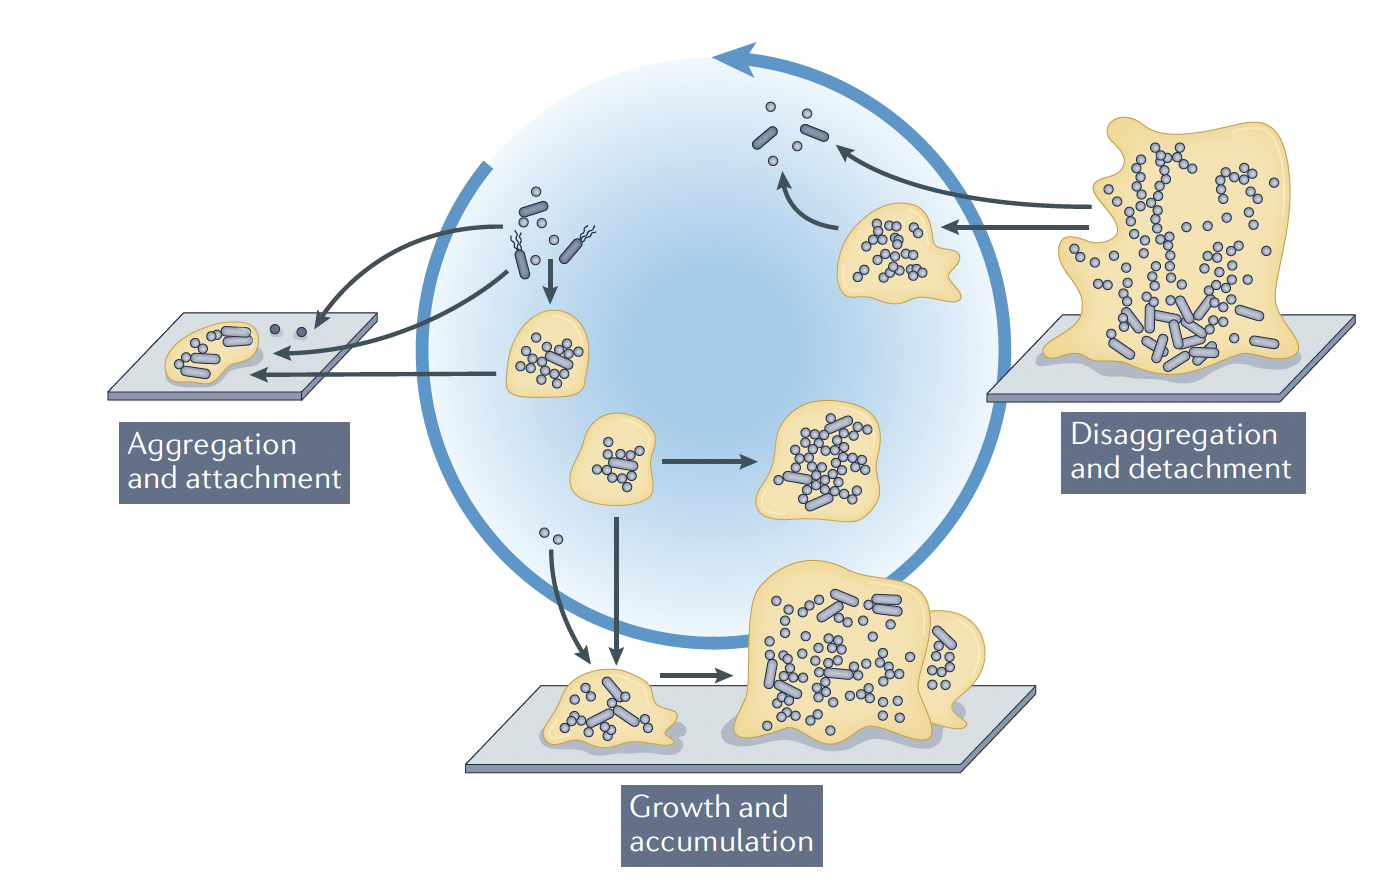 Aggregation
and attachment
Disaggregation
and detachment
Growth and
accumulation